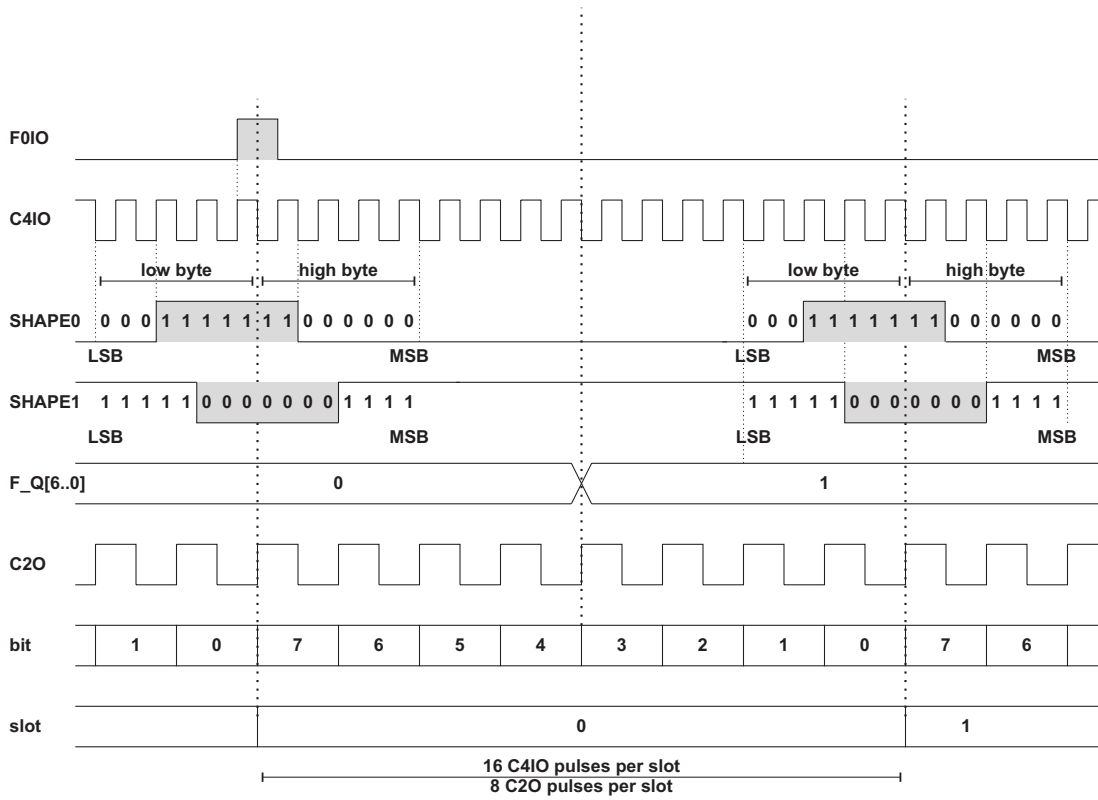 F0IO
C4IO
low byte high byte low byte high byte
SHAPE0 0 0 0 1 1 1 1 1 1 1 0 0 0 0 0 0 0 0 0 1 1 1 1 1 1 1 0 0 0 0 0 0
LSB MSB LSB MSB
SHAPE1 1 1 1 1 1 0 0 0 0 0 0 0 1 1 1 1 1 1 1 1 1 0 0 0 0 0 0 0 1 1 1 1
LSB MSB LSB MSB
F_Q[6..0] 0 1
C2O
bit 1 0 7 6 5 4 3 2 1 0 7 6
slot 0 1
16 C4IO pulses per slot
8 C2O pulses per slot